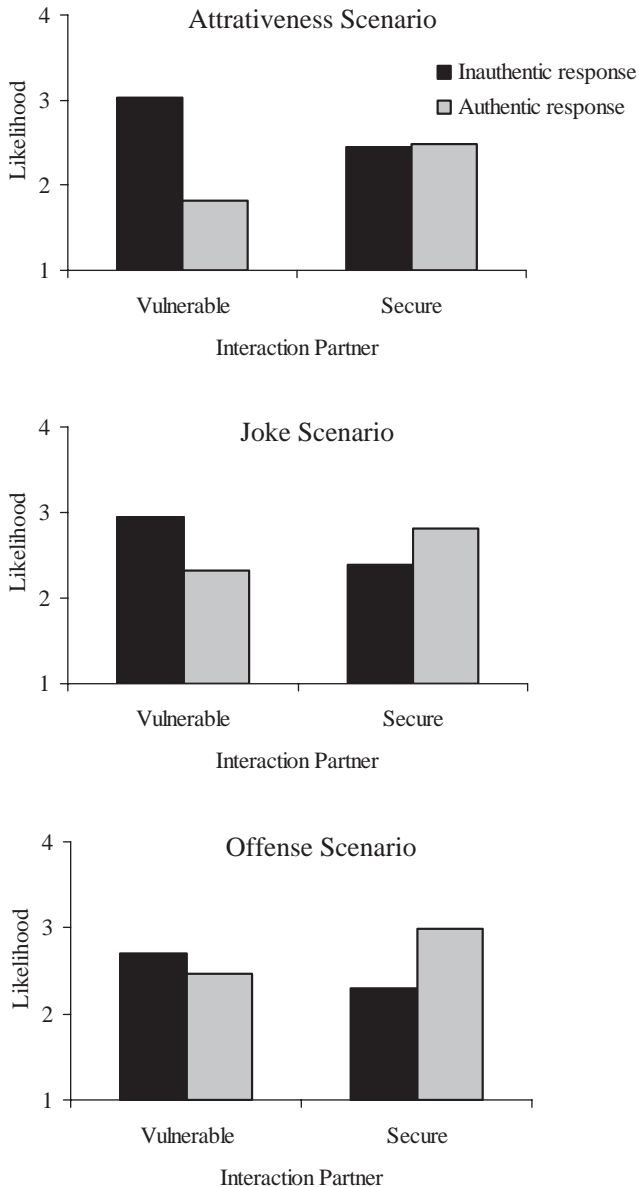 Attrativeness Scenario
4
3
2
1
Likelihood
Inauthentic response
Authentic response
Vulnerable Secure
Interaction Partner
Joke Scenario
4
3
2
1
Likelihood
Vulnerable Secure
Interaction Partner
Offense Scenario
4
3
2
1
Likelihood
Vulnerable Secure
Interaction Partner